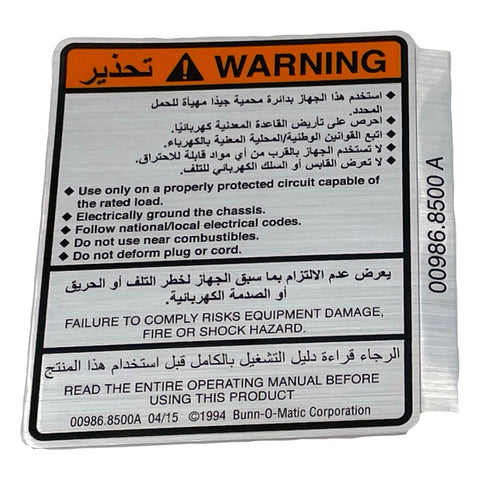 تحذير ⚠ WARNING
◆ استخدم هذا الجهاز بدائرة محمية جيدًا مهيأة للحمل
المحدد.
◆ احرص على تأريض القاعدة المعدنية كهربائيًا.
◆ اتبع القوانين الوطنية/المحلية المعنية بالكهرباء.
◆ لا تستخدم الجهاز بالقرب من أي مواد قابلة للاحتراق.
◆ لا تعرض القابس أو السلك الكهربائي للتلف.
◆ Use only on a properly protected circuit capable of
the rated load.
◆ Electrically ground the chassis.
◆ Follow national/local electrical codes.
◆ Do not use near combustibles.
◆ Do not deform plug or cord.
يعرض عدم الالتزام بما سبق الجهاز لخطر التلف أو الحريق
أو الصدمة الكهربائية.
FAILURE TO COMPLY RISKS EQUIPMENT DAMAGE,
FIRE OR SHOCK HAZARD.
الرجاء قراءة دليل التشغيل بالكامل قبل استخدام هذا المنتج
READ THE ENTIRE OPERATING MANUAL BEFORE
USING THIS PRODUCT
00986.8500A 04/15 ©1994 Bunn-O-Matic Corporation
00986.8500 A